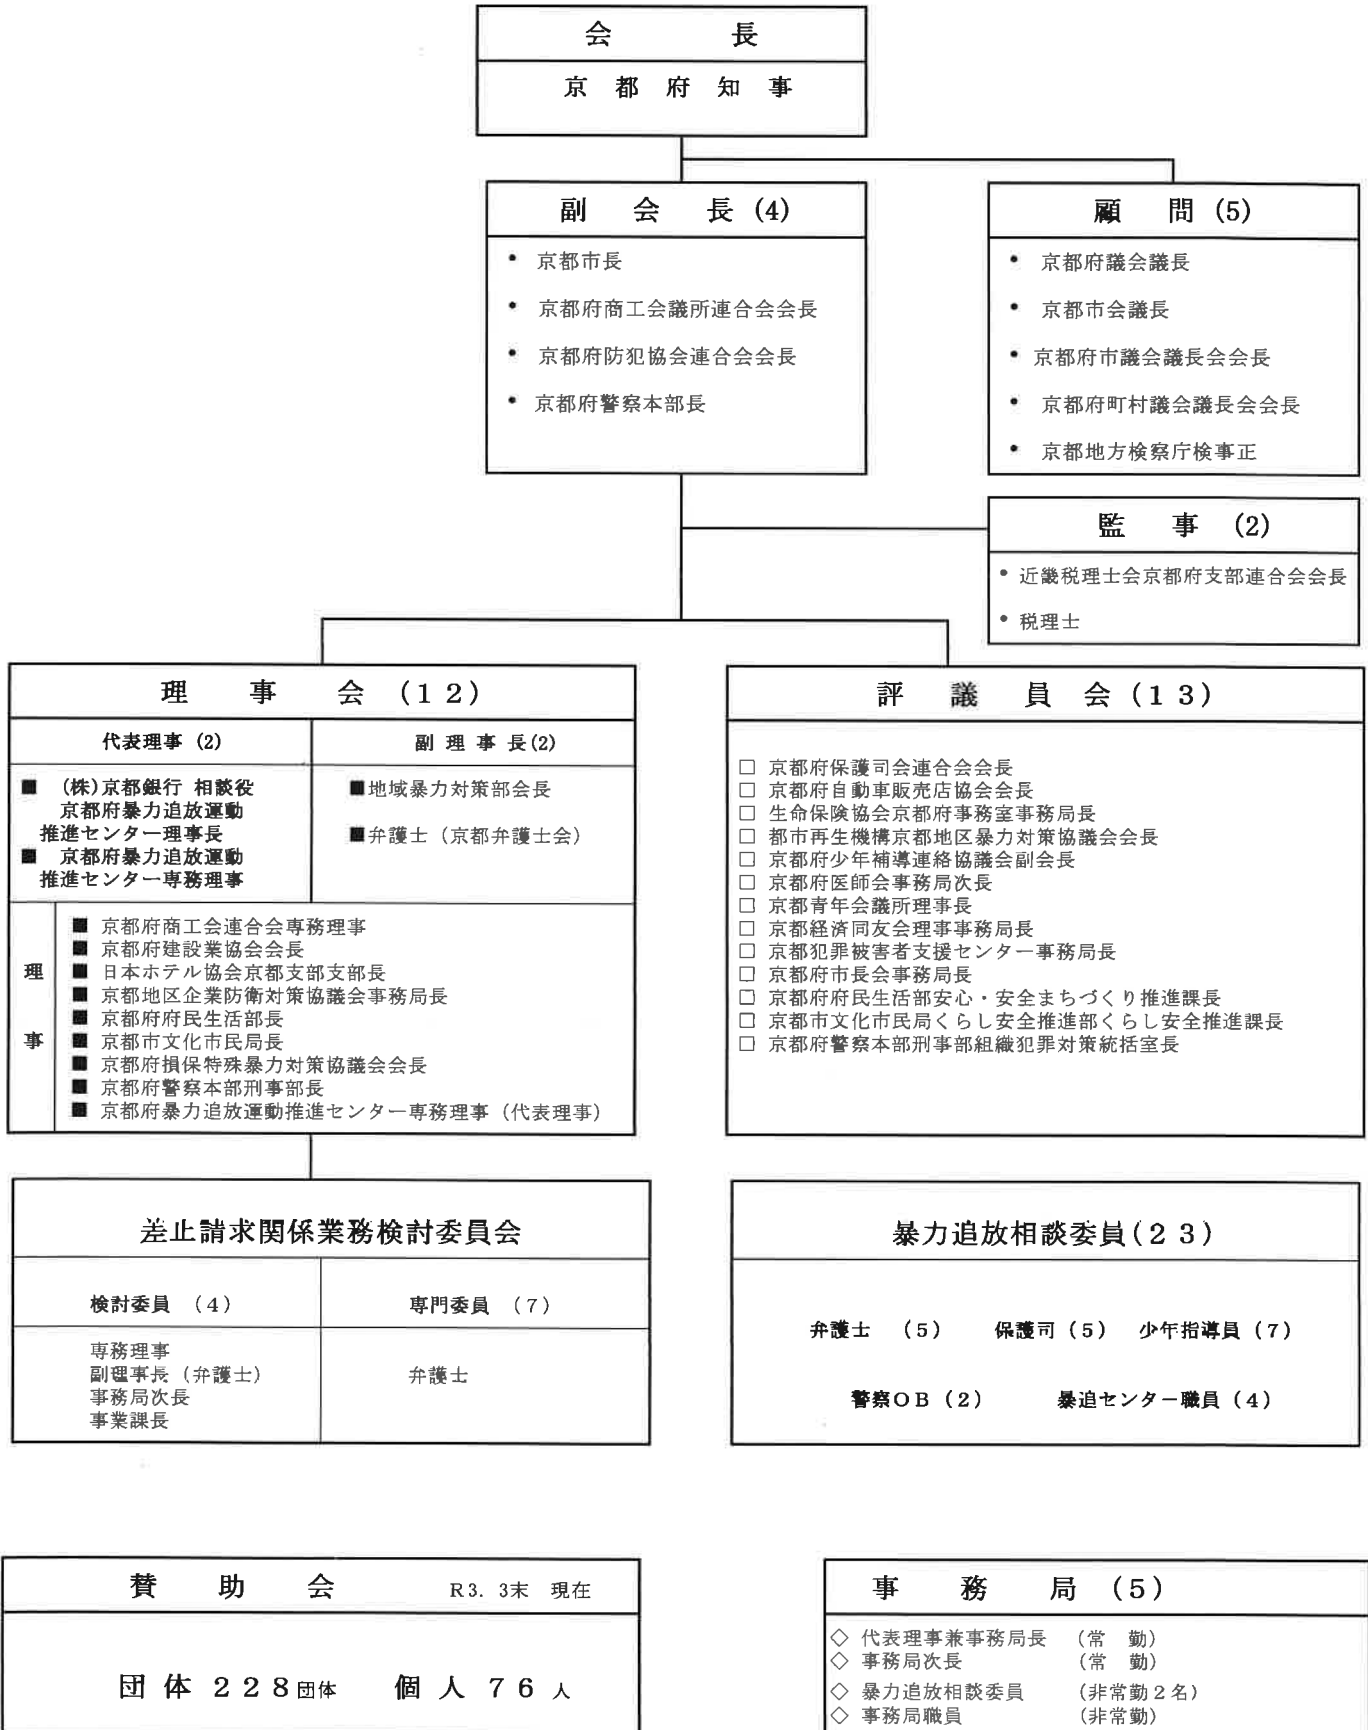 会 長
京 都 府 知 事
副 会 長 (4)
• 京都市長
• 京都府商工会議所連合会会長
• 京都府防犯協会連合会会長
• 京都府警察本部長
顧 問 (5)
• 京都府議会議長
• 京都市会議長
• 京都府市議会議長会会長
• 京都府町村議会議長会会長
• 京都地方検察庁検事正
監 事 (2)
• 近畿税理士会京都府支部連合会会長
• 税理士
理 事 会 (12)
代表理事 (2)
■ (株)京都銀行 相談役
京都府暴力追放運動
推進センター理事長
■ 京都府暴力追放運動
推進センター専務理事
副 理 事 長(2)
■地域暴力対策部会長
■弁護士 (京都弁護士会)
理
事
■ 京都府商工会連合会専務理事
■ 京都府建設業協会会長
■ 日本ホテル協会京都支部支部長
■ 京都地区企業防衛対策協議会事務局長
■ 京都府府民生活部長
■ 京都市文化市民局長
■ 京都府損保特殊暴力対策協議会会長
■ 京都府警察本部刑事部長
■ 京都府暴力追放運動推進センター専務理事 (代表理事)
評 議 員 会 (13)
□ 京都府保護司会連合会会長
□ 京都府自動車販売店協会会長
□ 生命保険協会京都府事務室事務局長
□ 都市再生機構京都地区暴力対策協議会会長
□ 京都府少年補導連絡協議会副会長
□ 京都府医師会事務局次長
□ 京都青年会議所理事長
□ 京都経済同友会理事事務局長
□ 京都犯罪被害者支援センター事務局長
□ 京都府市長会事務局長
□ 京都府府民生活部安心・安全まちづくり推進課長
□ 京都市文化市民局くらし安全推進部くらし安全推進課長
□ 京都府警察本部刑事部組織犯罪対策統括室長
差止請求関係業務検討委員会
検討委員 (4)
専務理事
副理事長 (弁護士)
事務局次長
事業課長
専門委員 (7)
弁護士
暴力追放相談委員(23)
弁護士 (5) 保護司 (5) 少年指導員 (7)
警察OB (2) 暴追センター職員 (4)
賛 助 会 R3. 3末 現在
団 体 228団体 個 人 76 人
事 務 局 (5)
◇ 代表理事兼事務局長 (常 勤)
◇ 事務局次長 (常 勤)
◇ 暴力追放相談委員 (非常勤2名)
◇ 事務局職員 (非常勤)